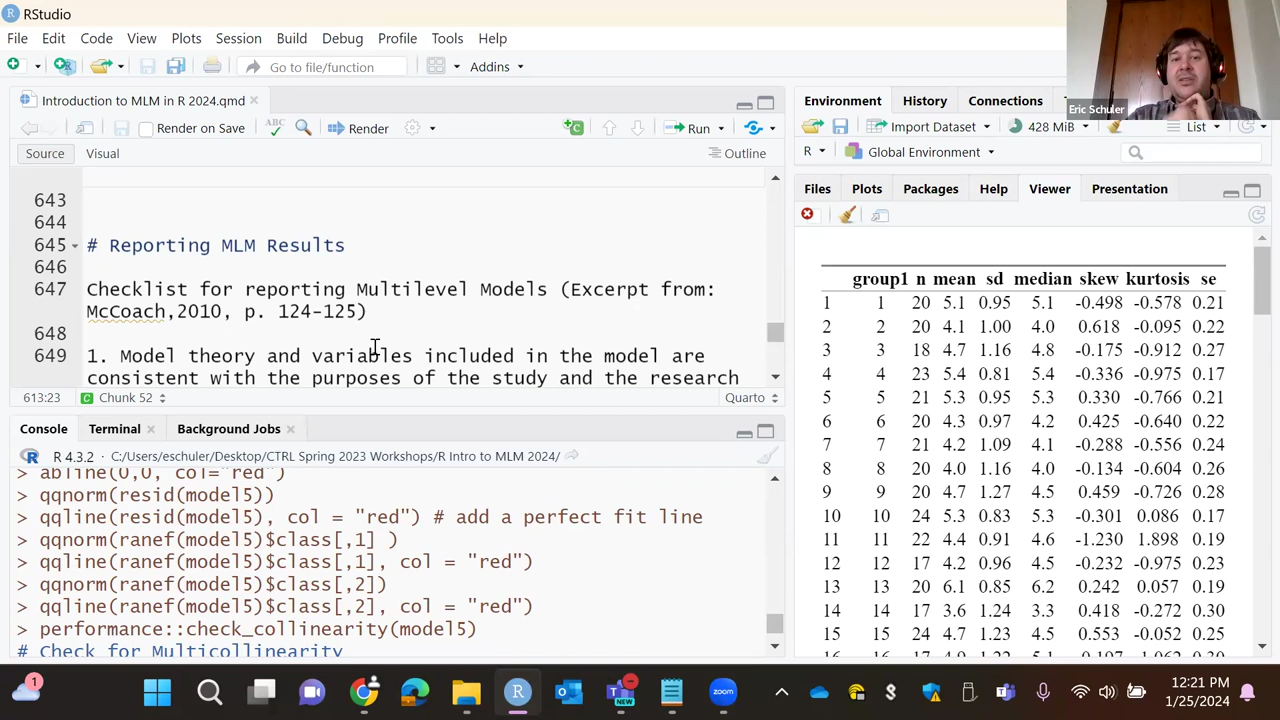 RStudio
File Edit Code View Plots Session Build Debug Profile Tools Help
Go to file/function Addins
Eric Schuler
Introduction to MLM in R 2024.qmd
Render on Save Render Run
Source Visual Outline
643
644
645 # Reporting MLM Results
646
647 Checklist for reporting Multilevel Models (Excerpt from:
McCoach,2010, p. 124-125)
648
649 1. Model theory and variables included in the model are
consistent with the purposes of the study and the research
613:23 Chunk 52 Quarto
Console Terminal Background Jobs
R 4.3.2 · C:/Users/eschuler/Desktop/CTRL Spring 2023 Workshops/R Intro to MLM 2024/
> abline(0,0, col="red")
> qqnorm(resid(model5))
> qqline(resid(model5), col = "red") # add a perfect fit line
> qqnorm(ranef(model5)$class[,1] )
> qqline(ranef(model5)$class[,1], col = "red")
> qqnorm(ranef(model5)$class[,2])
> qqline(ranef(model5)$class[,2], col = "red")
> performance::check_collinearity(model5)
# Check for Multicollinearity
Environment History Connections
Import Dataset 428 MiB List
R Global Environment
Files Plots Packages Help Viewer Presentation
group1 n mean sd median skew kurtosis se
1 1 20 5.1 0.95 5.1 -0.498 -0.578 0.21
2 2 20 4.1 1.00 4.0 0.618 -0.095 0.22
3 3 18 4.7 1.16 4.8 -0.175 -0.912 0.27
4 4 23 5.4 0.81 5.4 -0.336 -0.975 0.17
5 5 21 5.3 0.95 5.3 0.330 -0.766 0.21
6 6 20 4.3 0.97 4.2 0.425 -0.640 0.22
7 7 21 4.2 1.09 4.1 -0.288 -0.556 0.24
8 8 20 4.0 1.16 4.0 -0.134 -0.604 0.26
9 9 20 4.7 1.27 4.5 0.459 -0.726 0.28
10 10 24 5.3 0.83 5.3 -0.301 0.086 0.17
11 11 22 4.4 0.91 4.6 -1.230 1.898 0.19
12 12 17 4.2 0.96 4.5 -0.232 -0.975 0.23
13 13 20 6.1 0.85 6.2 0.242 0.057 0.19
14 14 17 3.6 1.24 3.3 0.418 -0.272 0.30
15 15 24 4.7 1.23 4.5 0.553 -0.052 0.25
1
NEW
zoom
12:21 PM
1/25/2024